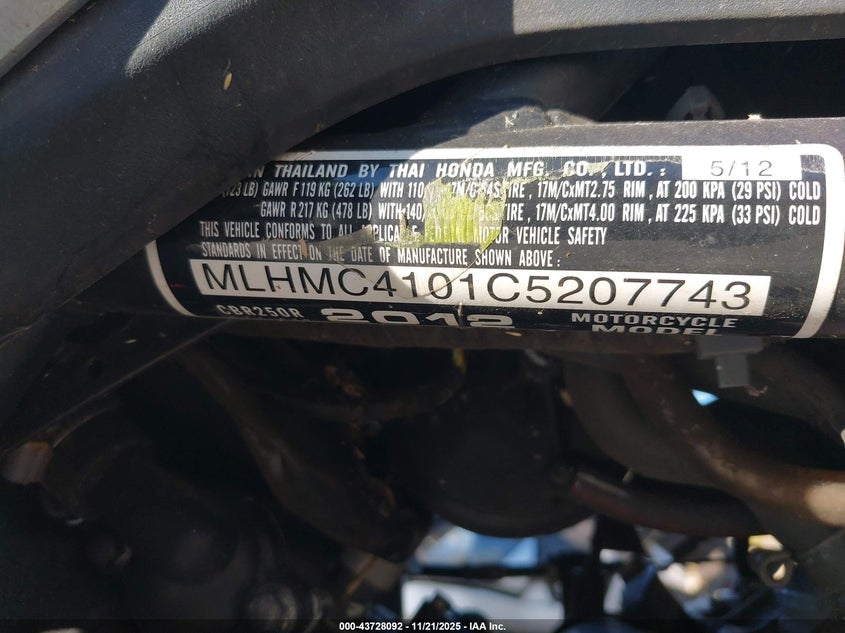 IN THAILAND BY THAI HONDA MFG. CO., LTD.: 5/12
(723 LB) GAWR F 119 KG (262 LB) WITH 110 TIRE, 17M/CxMT2.75 RIM, AT 200 KPA (29 PSI) COLD
GAWR R 217 KG (478 LB) WITH 140 TIRE, 17M/CxMT4.00 RIM, AT 225 KPA (33 PSI) COLD
THIS VEHICLE CONFORMS TO ALL APPLICABLE MOTOR VEHICLE SAFETY
STANDARDS IN EFFECT ON THE DATE OF MANUFACTURE SHOWN ABOVE:
MLHMC4101C5207743
CBR250R 2012 MOTORCYCLE
MODEL
000-43728092 - 11/21/2025 - IAA Inc.